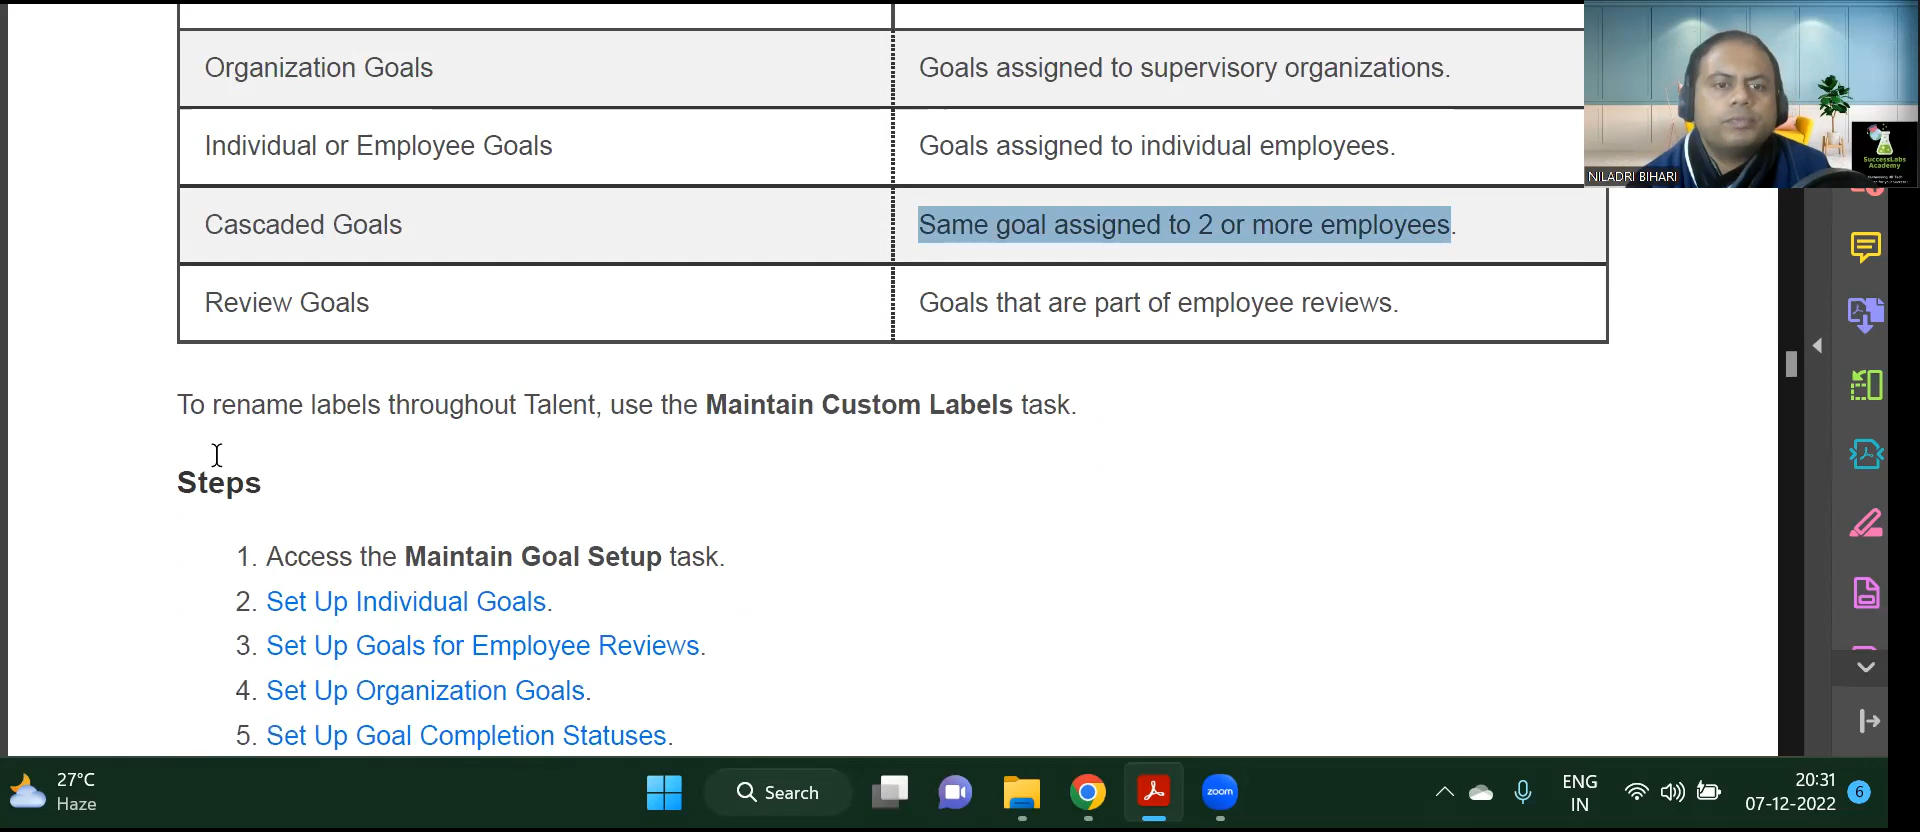 Organization Goals
Goals assigned to supervisory organizations.
Individual or Employee Goals
Goals assigned to individual employees.
Cascaded Goals
Same goal assigned to 2 or more employees.
Review Goals
Goals that are part of employee reviews.
To rename labels throughout Talent, use the Maintain Custom Labels task.
Steps
1. Access the Maintain Goal Setup task.
2. Set Up Individual Goals.
3. Set Up Goals for Employee Reviews.
4. Set Up Organization Goals.
5. Set Up Goal Completion Statuses.
NILADRI BIHARI
SuccessLabs
Academy
27°C
Haze
Search
zoom
ENG
IN
20:31
07-12-2022
6